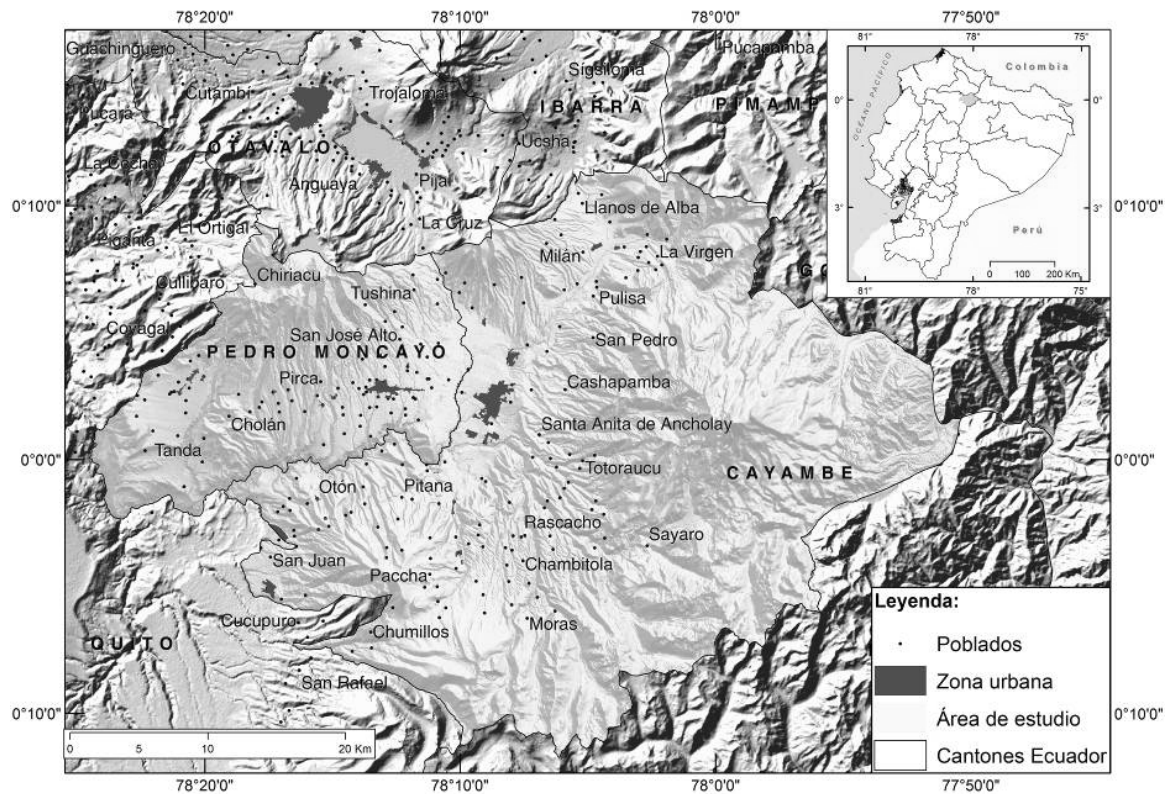 78°20'0"
78°10'0"
78°0'0"
77°50'0"
Guachinguero
Pucapamba
Sigsiloma
Cutambi
Trojaloma
IBARRA
PIMAMP
Pucara
OTAVALO
Ucsha
La Cocha
Anguaya
Pijal
0°10'0"
Llanos de Alba
La Cruz
El Ortigal
Piganta
Milán
La Virgen
Chiriacu
Cullibaro
Tushina
Pulisa
Coyagal
San José Alto
San Pedro
PEDRO MONCAYO
Pirca
Cashapamba
Cholán
Santa Anita de Ancholay
Tanda
0°0'0"
Totoraucu
0°0'0"
CAYAMBE
Otón
Pitana
Rascacho
Sayaro
San Juan
Chambitola
Paccha
Cucupuro
Chumillos
Moras
QUITO
San Rafael
0°10'0"
0 5 10 20 Km
78°20'0"
78°10'0"
78°0'0"
77°50'0"
81°
78°
75°
Colombia
OCEANO PACÍFICO
0°
0°
3°
3°
Perú
0 100 200 Km
81°
78°
75°
0°10'0"
Leyenda:
Poblados
Zona urbana
Área de estudio
Cantones Ecuador
0°10'0"